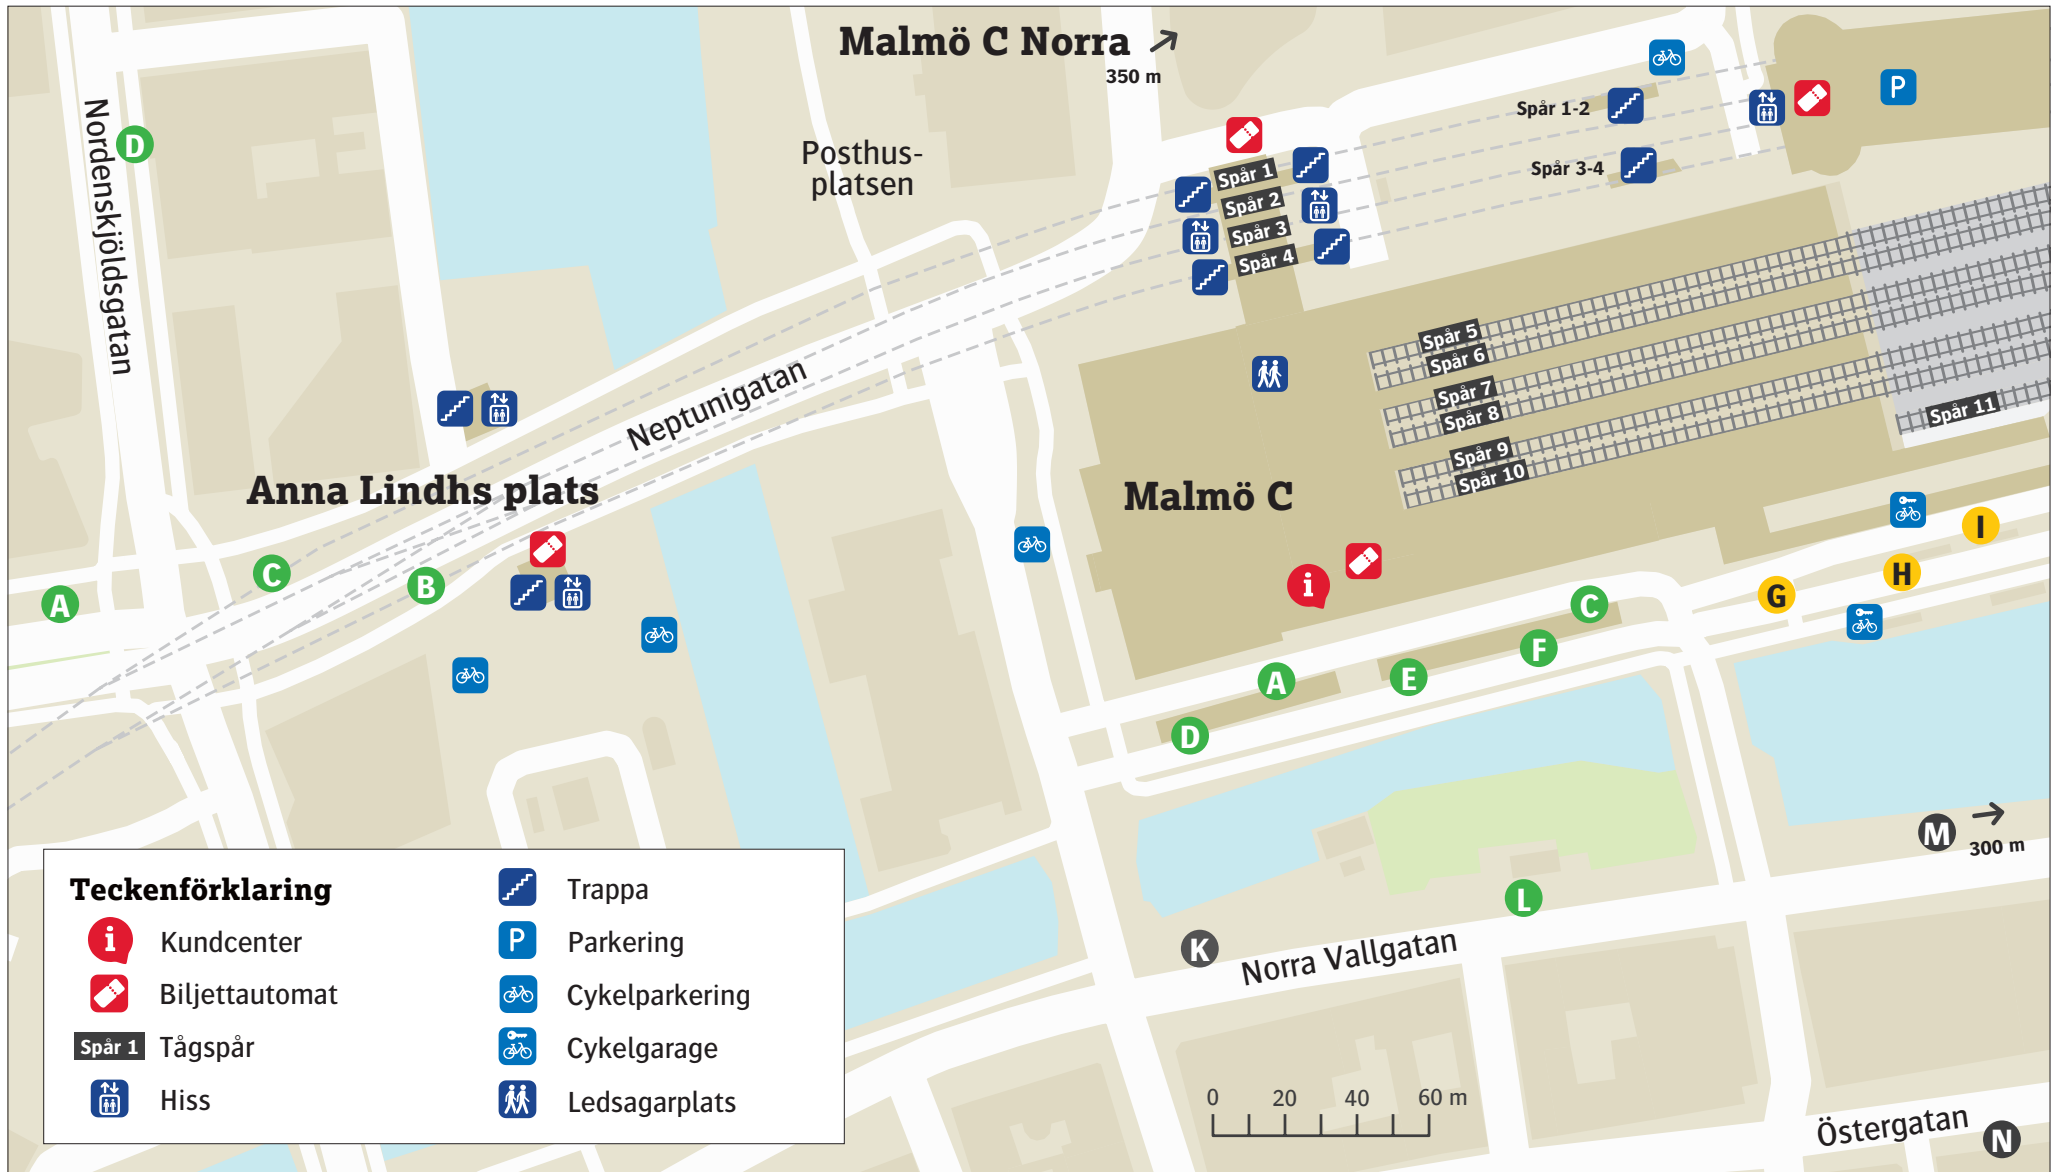 Malmö C Norra
350 m
Nordenskjöldsgatan
D
Posthus-
platsen
P
Spår 1-2
Spår 3-4
Spår 1
Spår 2
Spår 3
Spår 4
Spår 5
Spår 6
Spår 7
Spår 8
Spår 9
Spår 10
Spår 11
Neptunigatan
Anna Lindhs plats
Malmö C
A
C
B
i
C
A
D
E
F
G
H
I
M
300 m
L
K
Norra Vallgatan
Östergatan
N
0 20 40 60 m
Teckenförklaring
i Kundcenter
Biljettautomat
Spår 1 Tågspår
Hiss
Trappa
P Parkering
Cykelparkering
Cykelgarage
Ledsagarplats